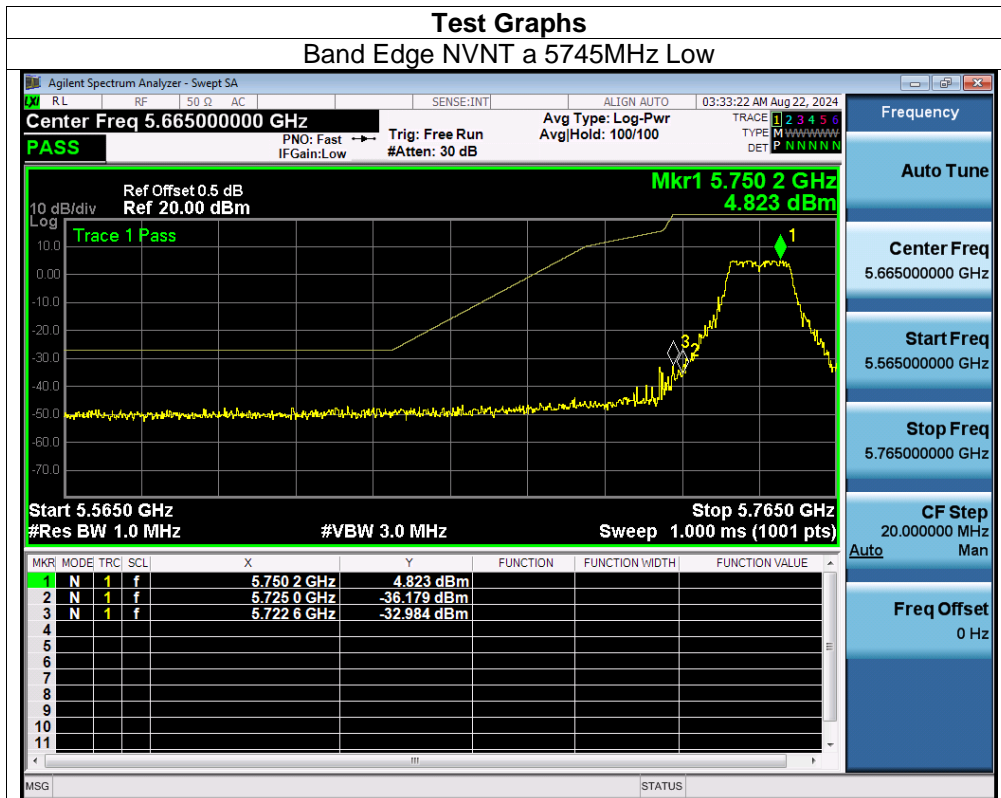 Test Graphs
Band Edge NVNT a 5745MHz Low
Agilent Spectrum Analyzer - Swept SA
LXI RL RF 50 Ω AC SENSE:INT ALIGN AUTO 03:33:22 AM Aug 22, 2024
Center Freq 5.665000000 GHz
PASS
PNO: Fast
IFGain:Low
Trig: Free Run
#Atten: 30 dB
Avg Type: Log-Pwr
Avg|Hold: 100/100
TRACE 1 2 3 4 5 6
TYPE M WWWWW
DET P N N N N N
Mkr1 5.750 2 GHz
4.823 dBm
Ref Offset 0.5 dB
10 dB/div Ref 20.00 dBm
Log
Trace 1 Pass
10.0
0.00
-10.0
-20.0
-30.0
-40.0
-50.0
-60.0
-70.0
1
3
2
Start 5.5650 GHz Stop 5.7650 GHz
#Res BW 1.0 MHz #VBW 3.0 MHz Sweep 1.000 ms (1001 pts)
MKR MODE TRC SCL X Y FUNCTION FUNCTION WIDTH FUNCTION VALUE
1 N 1 f 5.750 2 GHz 4.823 dBm
2 N 1 f 5.725 0 GHz -36.179 dBm
3 N 1 f 5.722 6 GHz -32.984 dBm
4
5
6
7
8
9
10
11
MSG STATUS
Frequency
Auto Tune
Center Freq
5.665000000 GHz
Start Freq
5.565000000 GHz
Stop Freq
5.765000000 GHz
CF Step
20.000000 MHz
Auto Man
Freq Offset
0 Hz